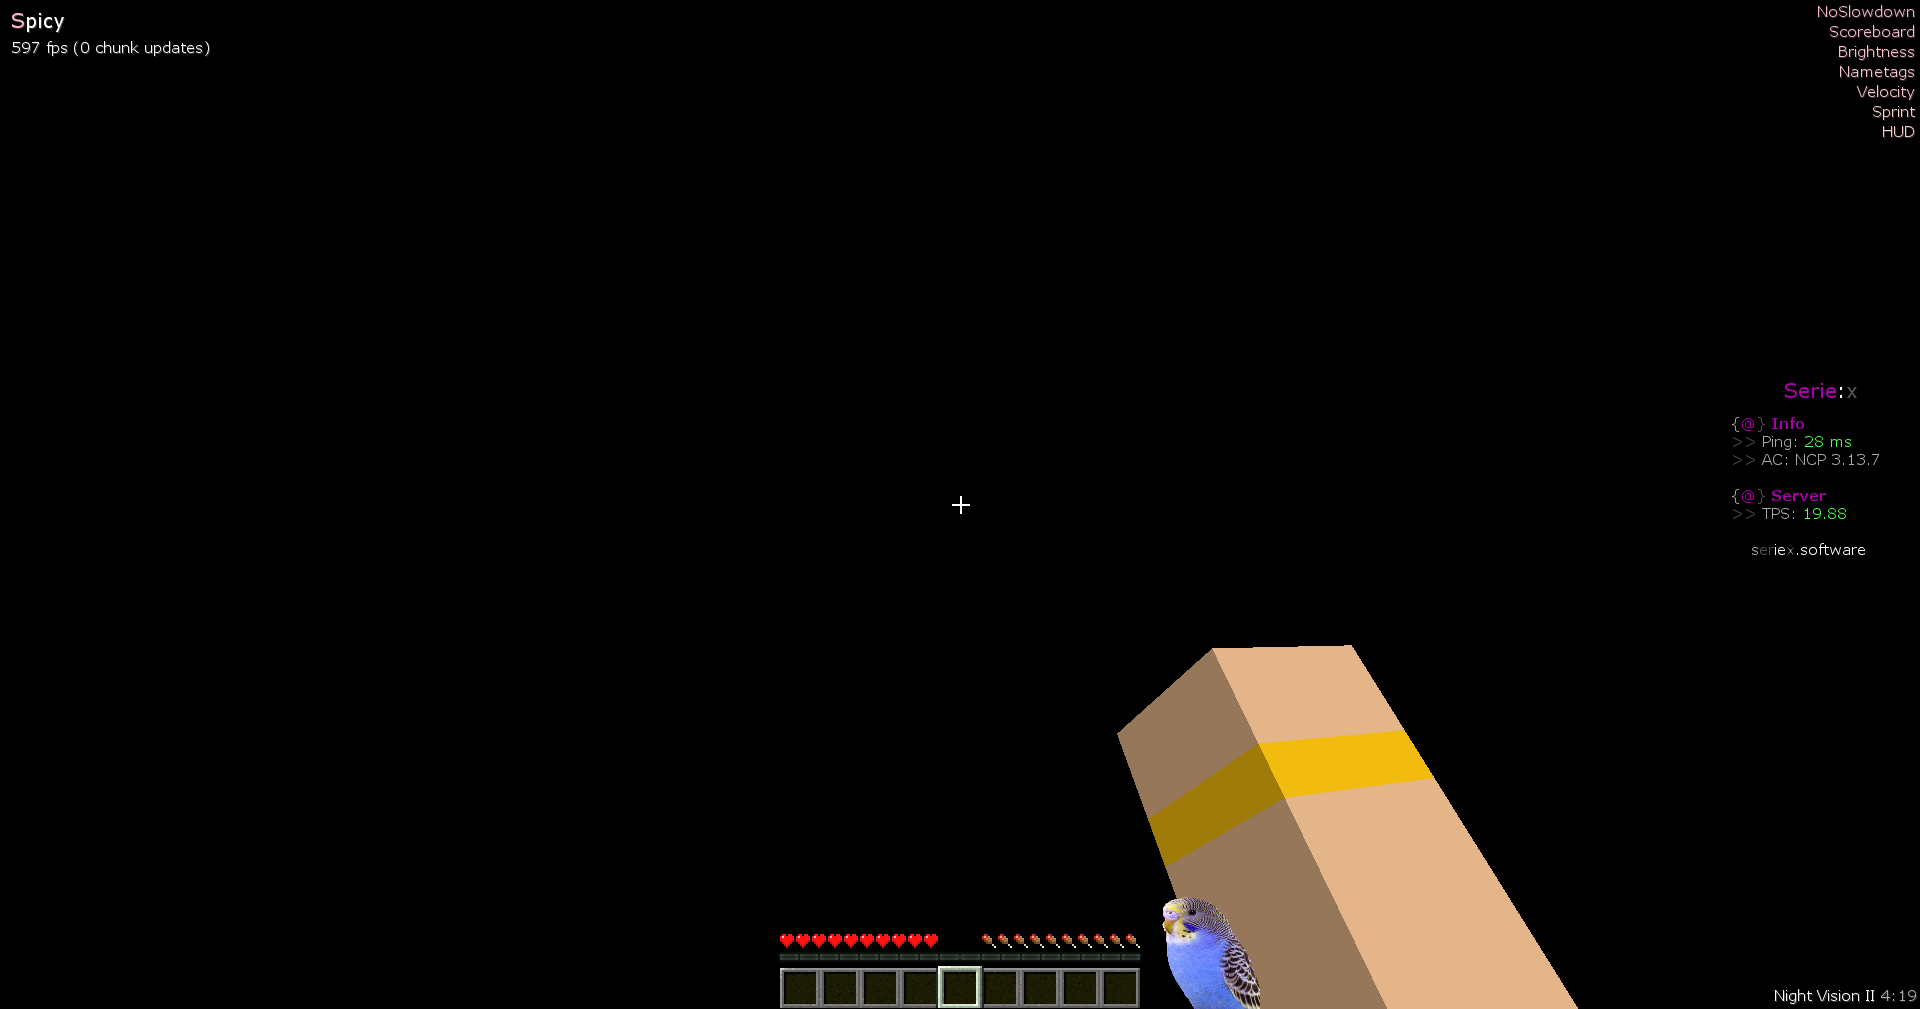 Spicy
597 fps (0 chunk updates)
NoSlowdown
Scoreboard
Brightness
Nametags
Velocity
Sprint
HUD
Serie:x
{@} Info
>> Ping: 28 ms
>> AC: NCP 3.13.7
{@} Server
>> TPS: 19.88
seriex.software
Night Vision II 4:19